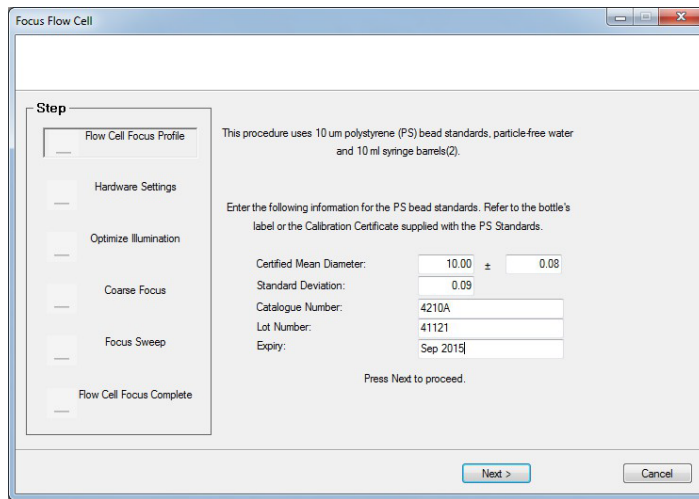 Focus Flow Cell
Step
Flow Cell Focus Profile
Hardware Settings
Optimize Illumination
Coarse Focus
Focus Sweep
Flow Cell Focus Complete
This procedure uses 10 um polystyrene (PS) bead standards, particle-free water
and 10 ml syringe barrels(2).
Enter the following information for the PS bead standards. Refer to the bottle's
label or the Calibration Certificate supplied with the PS Standards.
Certified Mean Diameter: 10.00 ± 0.08
Standard Deviation: 0.09
Catalogue Number: 4210A
Lot Number: 41121
Expiry: Sep 2015
Press Next to proceed.
Next > Cancel